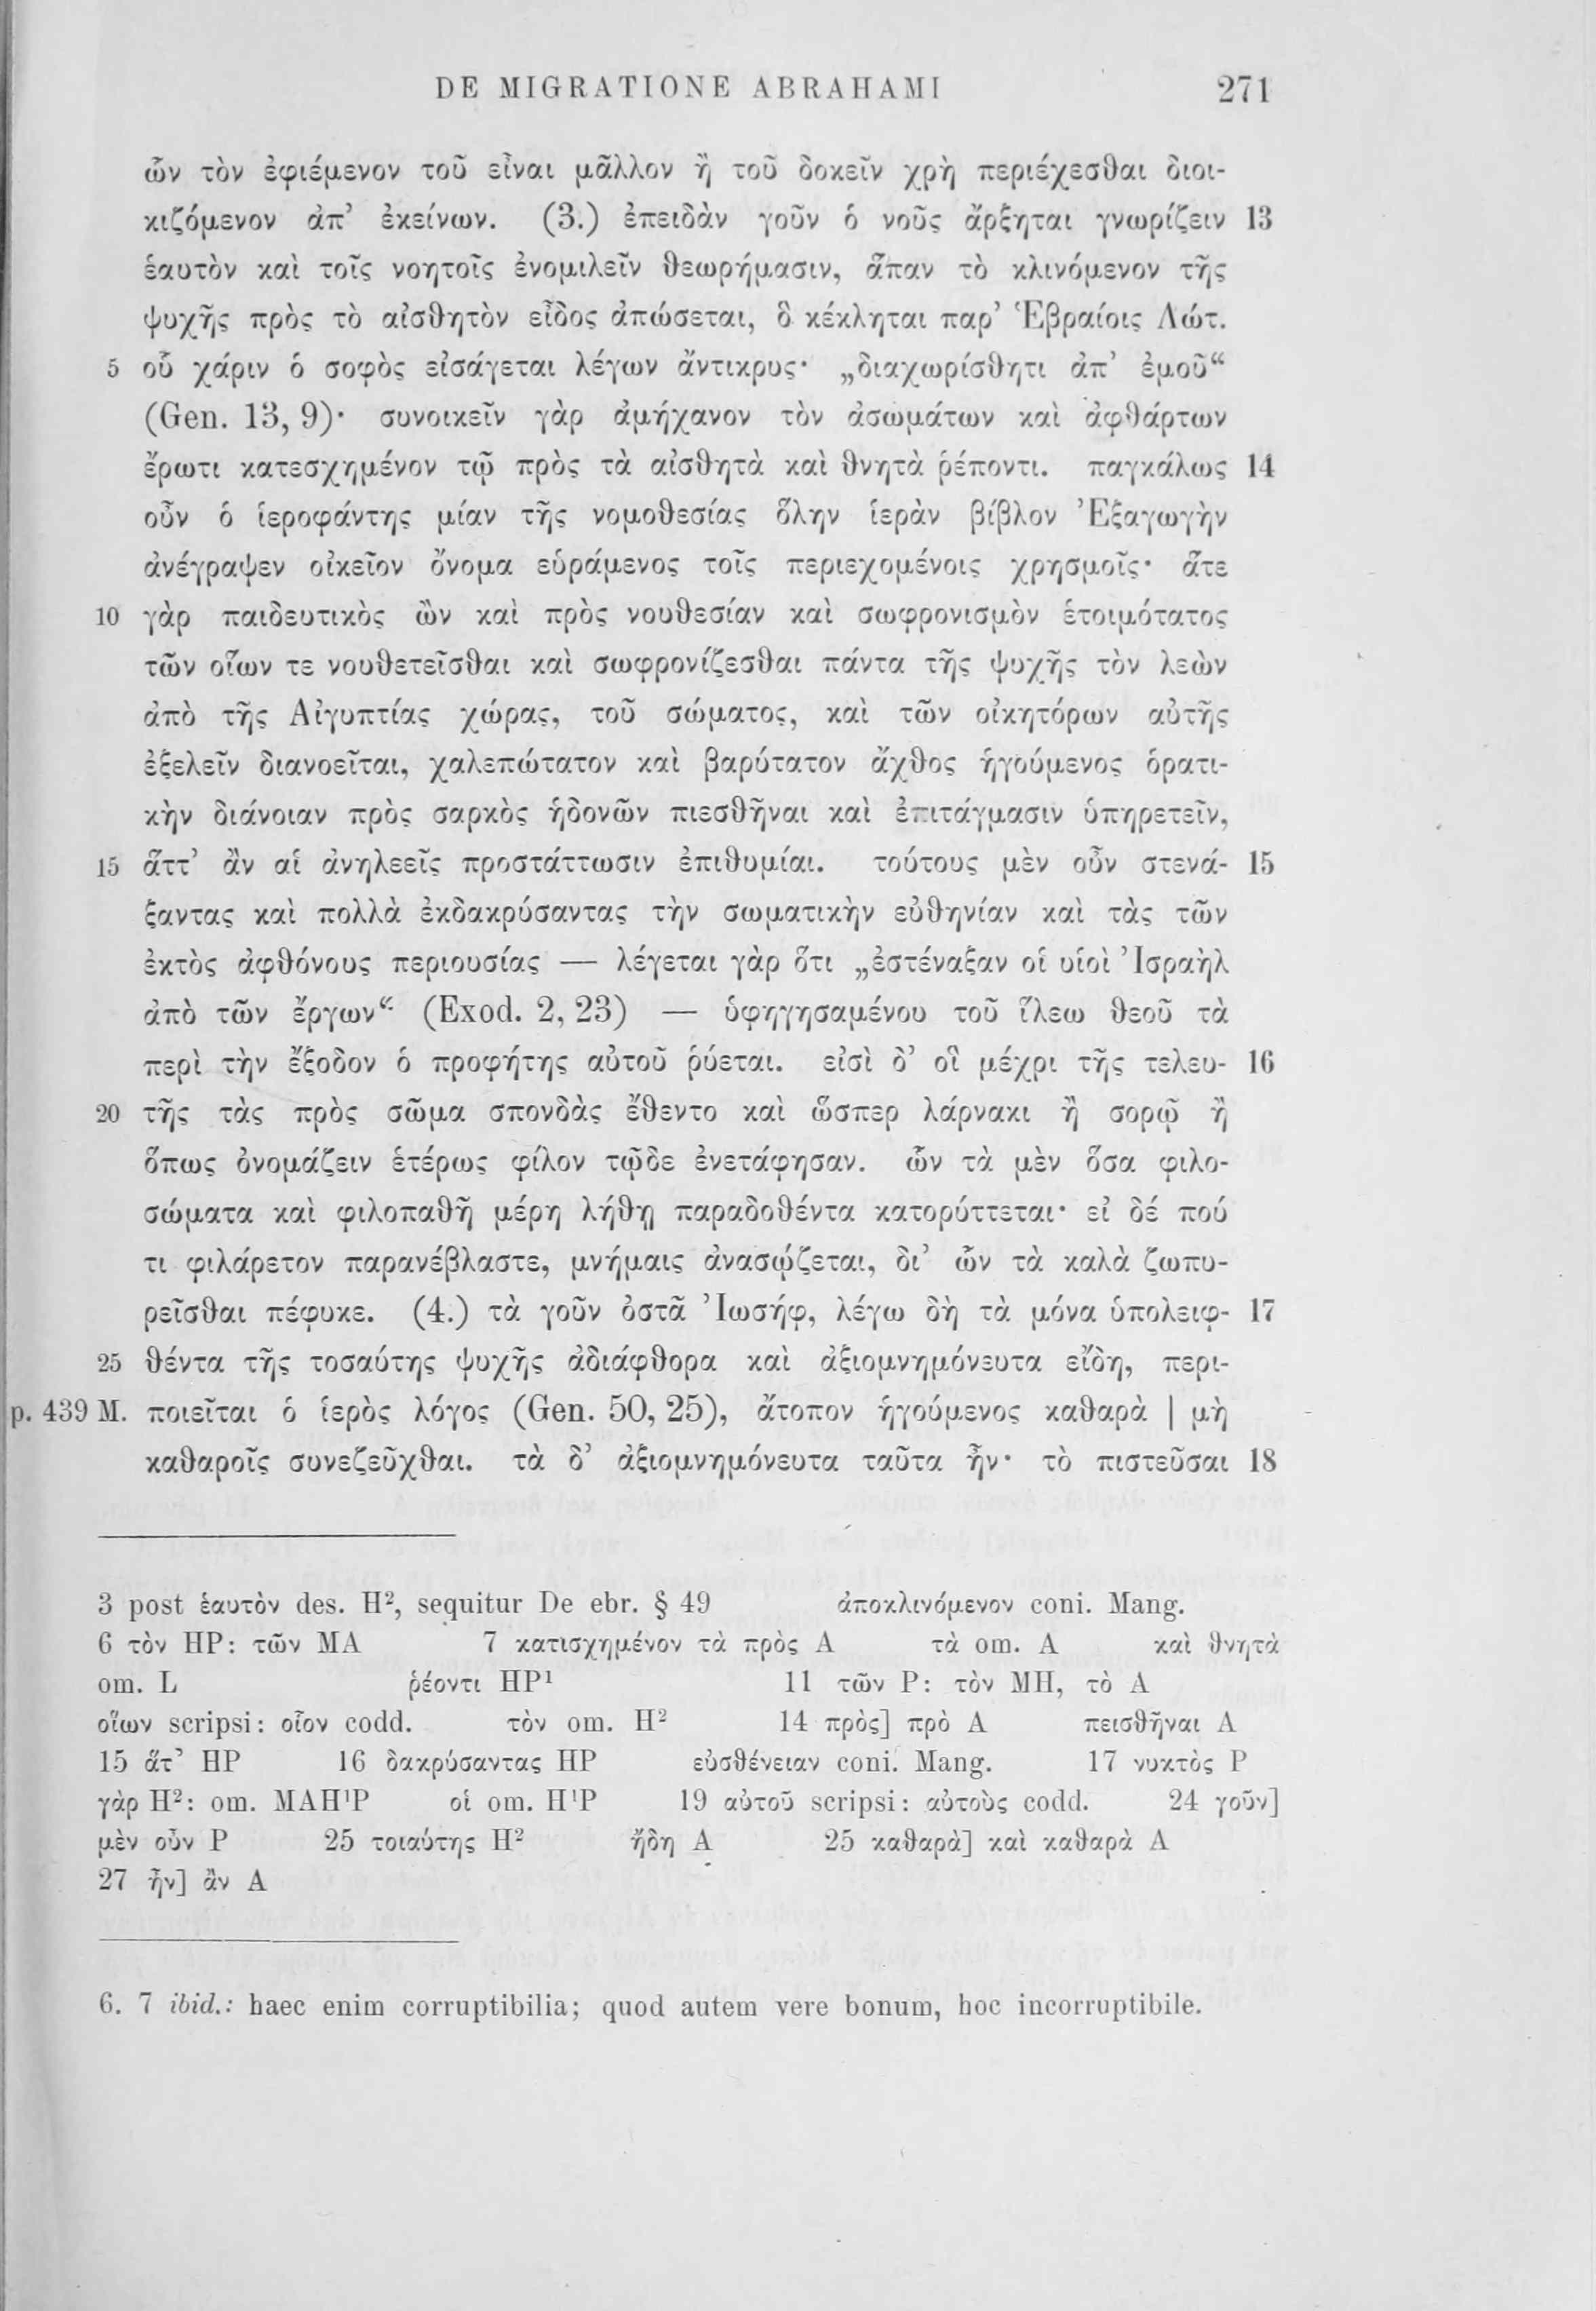 DE MIGRATIONE ABRAHAMI 271
ὧν τὸν ἐφιέμενον τοῦ εἶναι μᾶλλον ἢ τοῦ δοκεῖν χρὴ περιέχεσθαι διοι-
κιζόμενον ἀπ’ ἐκείνων. (3.) ἐπειδὰν γοῦν ὁ νοῦς ἄρξηται γνωρίζειν 13
ἑαυτὸν καὶ τοῖς νοητοῖς ἐνομιλεῖν θεωρήμασιν, ἅπαν τὸ κλινόμενον τῆς
ψυχῆς πρὸς τὸ αἰσθητὸν εἶδος ἀπώσεται, ὃ κέκληται παρ’ Ἑβραίοις Λώτ.
5 οὗ χάριν ὁ σοφὸς εἰσάγεται λέγων ἄντικρυς· „διαχωρίσθητι ἀπ’ ἐμοῦ“
(Gen. 13, 9)· συνοικεῖν γὰρ ἀμήχανον τὸν ἀσωμάτων καὶ ἀφθάρτων
ἔρωτι κατεσχημένον τῷ πρὸς τὰ αἰσθητὰ καὶ θνητὰ ῥέποντι. παγκάλως 14
οὖν ὁ ἱεροφάντης μίαν τῆς νομοθεσίας ὅλην ἱερὰν βίβλον Ἐξαγωγὴν
ἀνέγραψεν οἰκεῖον ὄνομα εὑράμενος τοῖς περιεχομένοις χρησμοῖς· ἅτε
10 γὰρ παιδευτικὸς ὢν καὶ πρὸς νουθεσίαν καὶ σωφρονισμὸν ἑτοιμότατος
τῶν οἵων τε νουθετεῖσθαι καὶ σωφρονίζεσθαι πάντα τῆς ψυχῆς τὸν λεὼν
ἀπὸ τῆς Αἰγυπτίας χώρας, τοῦ σώματος, καὶ τῶν οἰκητόρων αὐτῆς
ἐξελεῖν διανοεῖται, χαλεπώτατον καὶ βαρύτατον ἄχθος ἡγούμενος ὁρατι-
κὴν διάνοιαν πρὸς σαρκὸς ἡδονῶν πιεσθῆναι καὶ ἐπιτάγμασιν ὑπηρετεῖν,
15 ἅττ’ ἂν αἱ ἀνηλεεῖς προστάττωσιν ἐπιθυμίαι. τούτους μὲν οὖν στενά- 15
ξαντας καὶ πολλὰ ἐκδακρύσαντας τὴν σωματικὴν εὐθηνίαν καὶ τὰς τῶν
ἐκτὸς ἀφθόνους περιουσίας — λέγεται γὰρ ὅτι „ἐστέναξαν οἱ υἱοὶ Ἰσραὴλ
ἀπὸ τῶν ἔργων“ (Exod. 2, 23) — ὑφηγησαμένου τοῦ ἵλεω θεοῦ τὰ
περὶ τὴν ἔξοδον ὁ προφήτης αὐτοῦ ῥύεται. εἰσὶ δ’ οἳ μέχρι τῆς τελευ- 16
20 τῆς τὰς πρὸς σῶμα σπονδὰς ἔθεντο καὶ ὥσπερ λάρνακι ἢ σορῷ ἢ
ὅπως ὀνομάζειν ἑτέρως φίλον τῷδε ἐνετάφησαν. ὧν τὰ μὲν ὅσα φιλο-
σώματα καὶ φιλοπαθῆ μέρη λήθῃ παραδοθέντα κατορύττεται· εἰ δέ πού
τι φιλάρετον παρανέβλαστε, μνήμαις ἀνασῴζεται, δι’ ὧν τὰ καλὰ ζωπυ-
ρεῖσθαι πέφυκε. (4.) τὰ γοῦν ὀστᾶ Ἰωσήφ, λέγω δὴ τὰ μόνα ὑπολειφ- 17
25 θέντα τῆς τοσαύτης ψυχῆς ἀδιάφθορα καὶ ἀξιομνημόνευτα εἴδη, περι-
p. 439 M. ποιεῖται ὁ ἱερὸς λόγος (Gen. 50, 25), ἄτοπον ἡγούμενος καθαρὰ | μὴ
καθαροῖς συνεζεῦχθαι. τὰ δ’ ἀξιομνημόνευτα ταῦτα ἦν· τὸ πιστεῦσαι 18
3 post ἑαυτὸν des. H², sequitur De ebr. § 49 ἀποκλινόμενον coni. Mang.
6 τὸν HP: τῶν MA 7 κατισχημένον τὰ πρὸς A τὰ om. A καὶ θνητὰ
om. L ῥέοντι HP¹ 11 τῶν P: τὸν MH, τὸ A
οἵων scripsi: οἷον codd. τὸν om. H² 14 πρὸς] πρὸ A πεισθῆναι A
15 ἅτ’ HP 16 δακρύσαντας HP εὐσθένειαν coni. Mang. 17 νυκτὸς P
γὰρ H²: om. MAH¹P οἱ om. H¹P 19 αὐτοῦ scripsi: αὐτοὺς codd. 24 γοῦν]
μὲν οὖν P 25 τοιαύτης H² ἤδη A 25 καθαρὰ] καὶ καθαρὰ A
27 ἦν] ἂν A
6. 7 ibid.: haec enim corruptibilia; quod autem vere bonum, hoc incorruptibile.